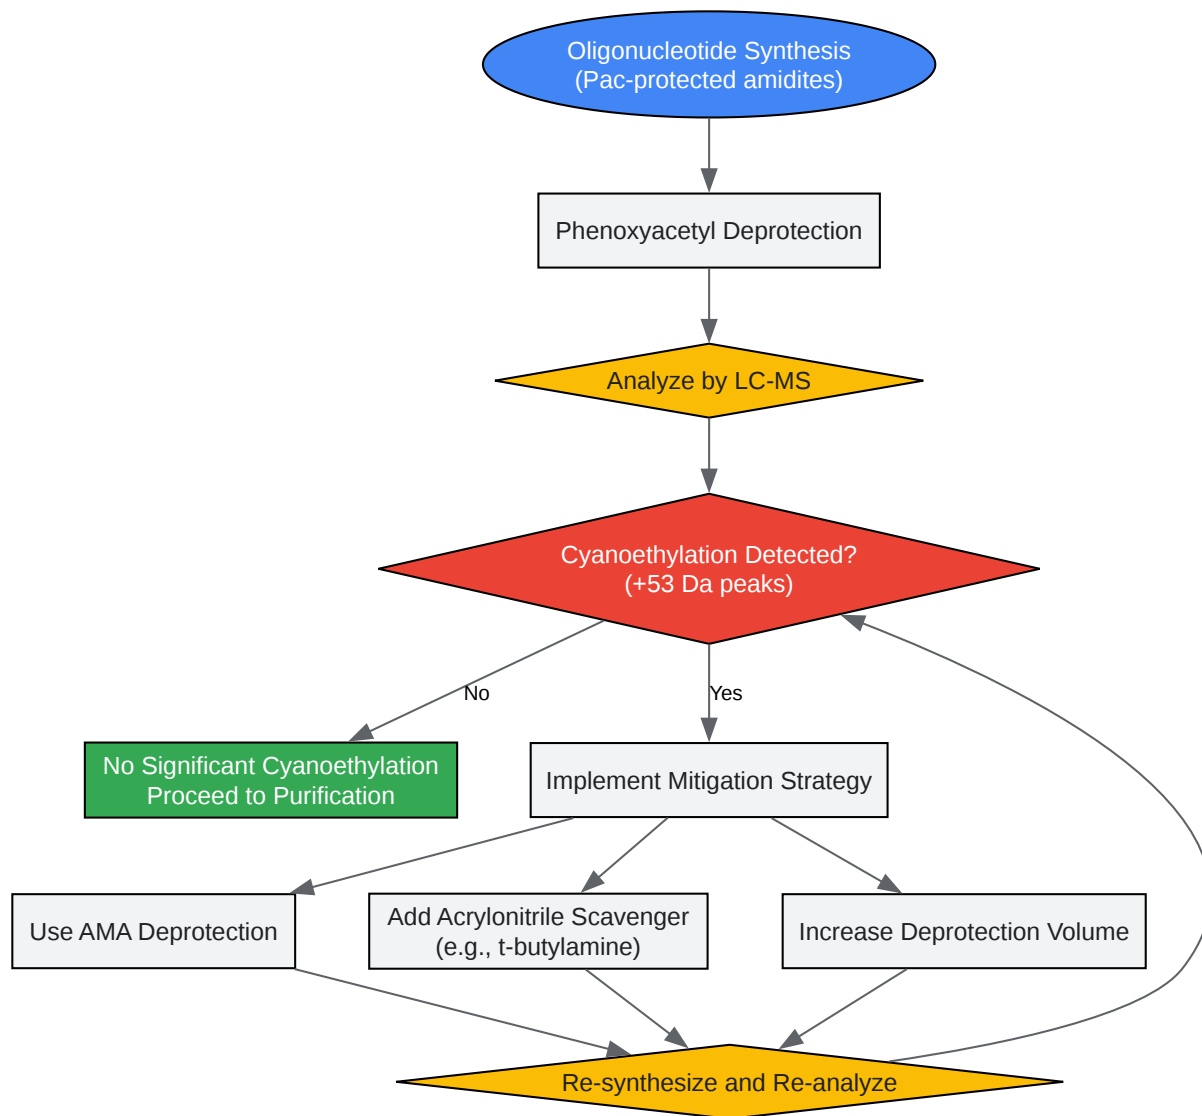 Oligonucleotide Synthesis
(Pac-protected amidites)
Phenoxyacetyl Deprotection
Analyze by LC-MS
Cyanoethylation Detected?
(+53 Da peaks)
No
Yes
No Significant Cyanoethylation
Proceed to Purification
Implement Mitigation Strategy
Use AMA Deprotection
Add Acrylonitrile Scavenger
(e.g., t-butylamine)
Increase Deprotection Volume
Re-synthesize and Re-analyze